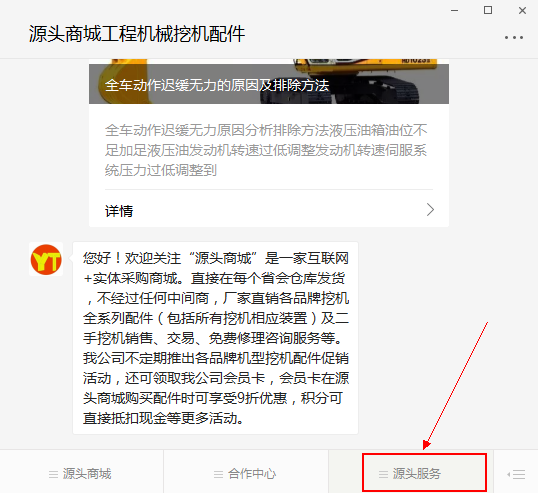 源头商城工程机械挖机配件
全车动作迟缓无力的原因及排除方法
全车动作迟缓无力原因分析排除方法液压油箱油位不
足加足液压油发动机转速过低调整发动机转速伺服系
统压力过低调整到
详情
YT
您好！欢迎关注“源头商城”是一家互联网
+实体采购商城。直接在每个省会仓库发货
，不经过任何中间商，厂家直销各品牌挖机
全系列配件（包括所有挖机相应装置）及二
手挖机销售、交易、免费修理咨询服务等。
我公司不定期推出各品牌机型挖机配件促销
活动，还可领取我公司会员卡，会员卡在源
头商城购买配件时可享受9折优惠，积分可
直接抵扣现金等更多活动。
源头商城
合作中心
源头服务